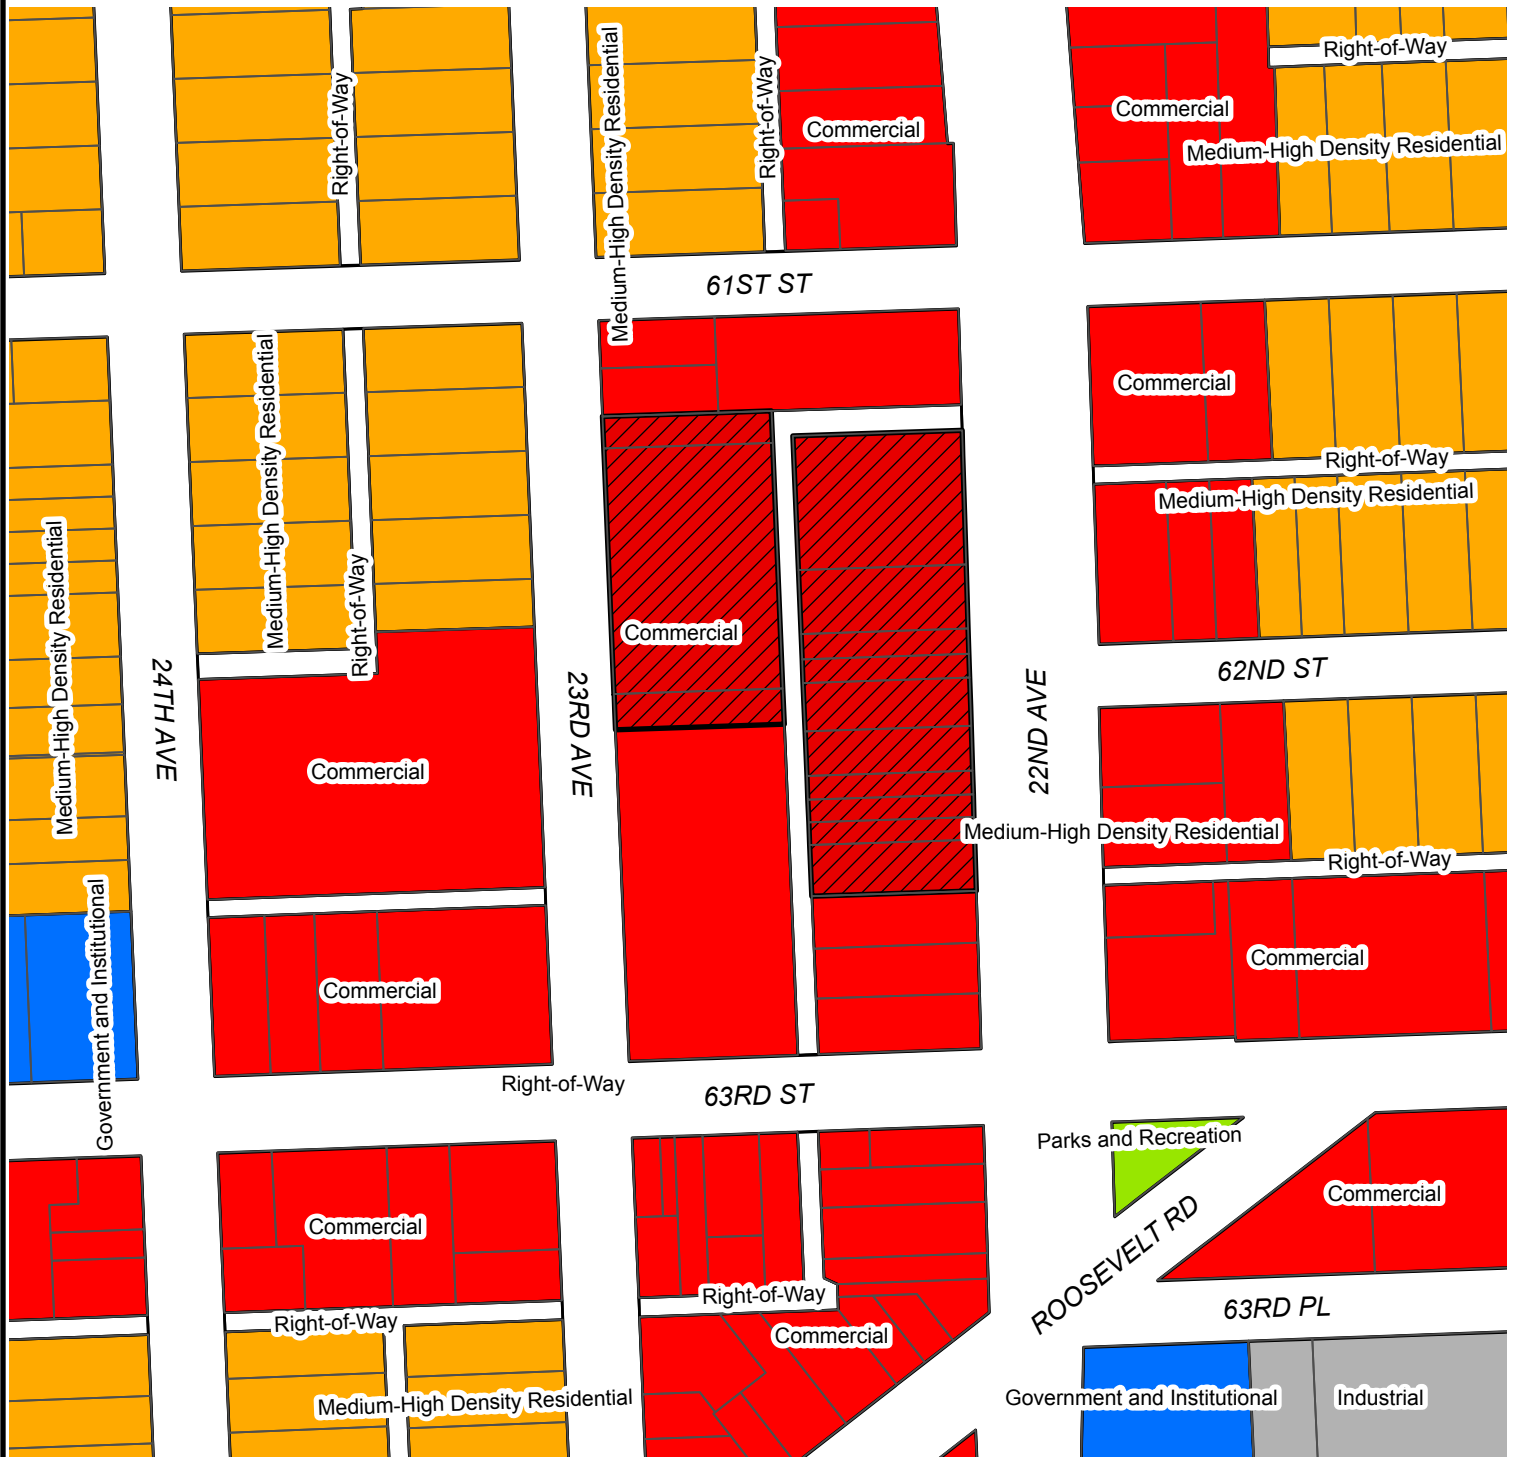 Right-of-Way
Medium-High Density Residential
Right-of-Way
Commercial
Commercial
Right-of-Way
Medium-High Density Residential
61ST ST
Medium-High Density Residential
Right-of-Way
Commercial
Right-of-Way
Medium-High Density Residential
Medium-High Density Residential
Commercial
62ND ST
24TH AVE
23RD AVE
22ND AVE
Commercial
Medium-High Density Residential
Right-of-Way
Government and Institutional
Commercial
Commercial
Right-of-Way
63RD ST
Parks and Recreation
Commercial
Commercial
ROOSEVELT RD
Right-of-Way
63RD PL
Right-of-Way
Commercial
Medium-High Density Residential
Government and Institutional
Industrial